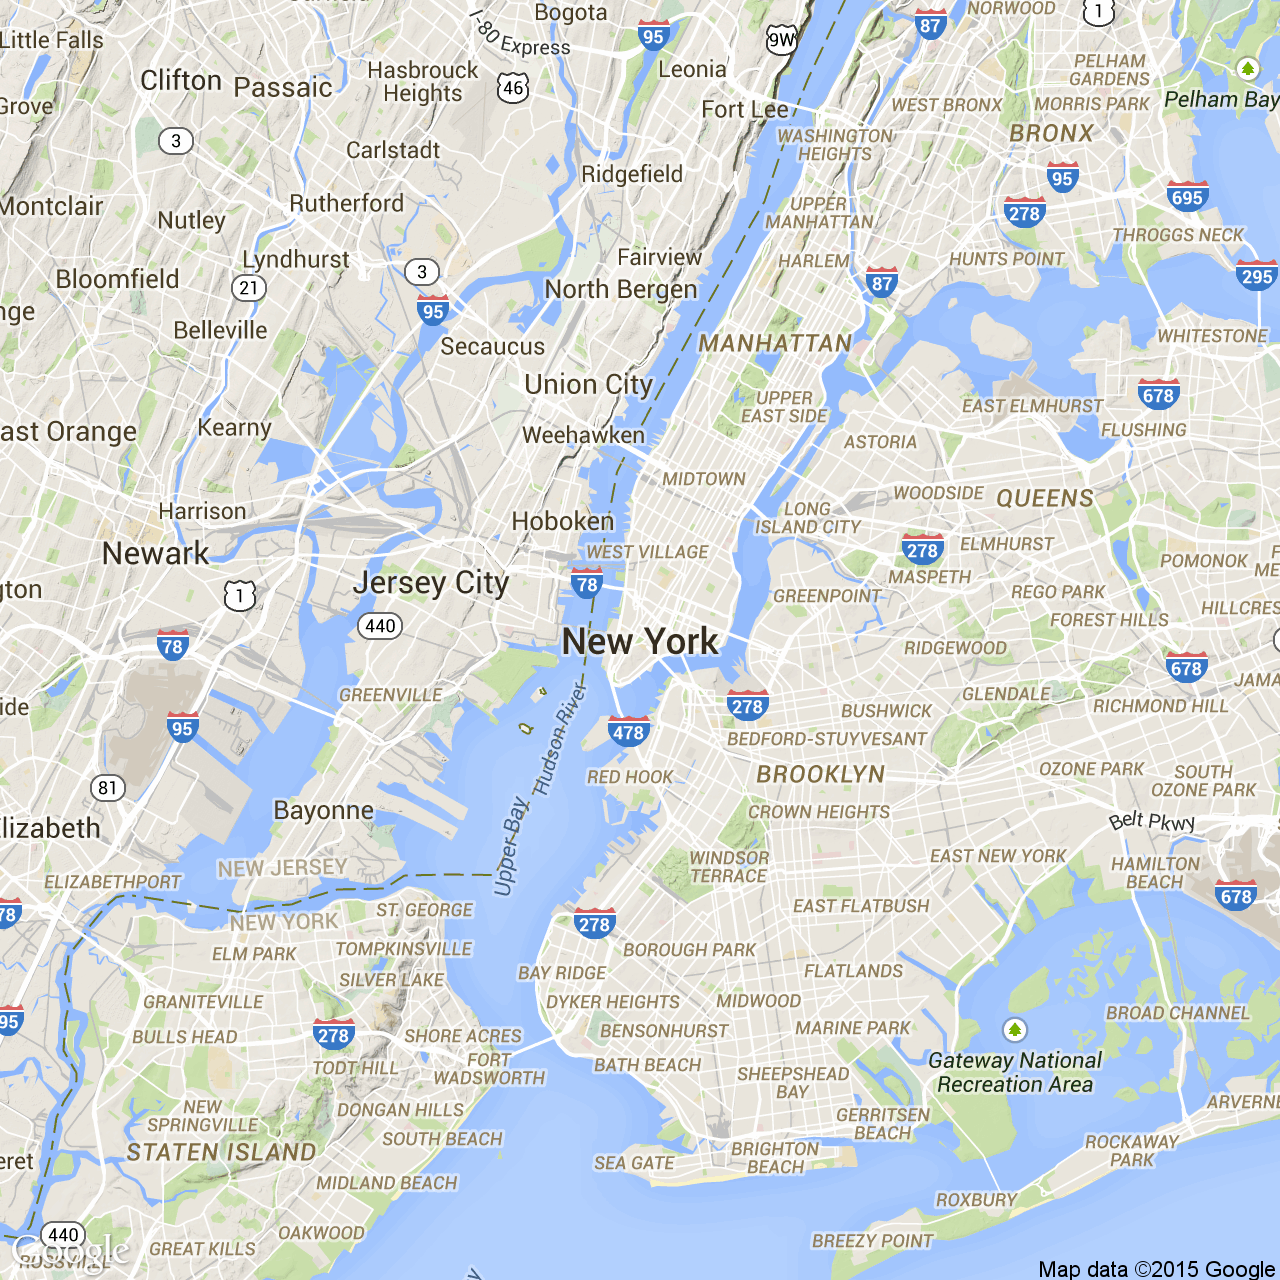 Bogota
NORWOOD
1
Little Falls
I-80 Express
95
9W
87
Clifton
Passaic
Hasbrouck
Heights
46
Leonia
PELHAM
GARDENS
Pelham Bay
Grove
Fort Lee
WEST BRONX
MORRIS PARK
3
WASHINGTON
HEIGHTS
BRONX
Carlstadt
Ridgefield
95
695
278
Montclair
Nutley
Rutherford
UPPER
MANHATTAN
THROGGS NECK
Lyndhurst
Fairview
HARLEM
HUNTS POINT
Bloomfield
21
3
North Bergen
87
295
95
Belleville
Secaucus
MANHATTAN
WHITESTONE
Union City
UPPER
EAST SIDE
678
EAST ELMHURST
ast Orange
Kearny
Weehawken
ASTORIA
FLUSHING
MIDTOWN
WOODSIDE
QUEENS
Harrison
Hoboken
LONG
ISLAND CITY
Newark
WEST VILLAGE
278
ELMHURST
POMONOK
Jersey City
78
MASPETH
1
GREENPOINT
REGO PARK
HILLCRES
440
FOREST HILLS
New York
78
RIDGEWOOD
678
GREENVILLE
GLENDALE
JAMA
278
BUSHWICK
RICHMOND HILL
95
478
Hudson River
BEDFORD-STUYVESANT
RED HOOK
BROOKLYN
OZONE PARK
SOUTH
OZONE PARK
81
Bayonne
CROWN HEIGHTS
Belt Pkwy
Elizabeth
Upper Bay
NEW JERSEY
WINDSOR
TERRACE
EAST NEW YORK
HAMILTON
BEACH
ELIZABETHPORT
678
78
NEW YORK
ST. GEORGE
278
EAST FLATBUSH
ELM PARK
TOMPKINSVILLE
BOROUGH PARK
SILVER LAKE
BAY RIDGE
FLATLANDS
GRANITEVILLE
DYKER HEIGHTS
MIDWOOD
BROAD CHANNEL
95
BULLS HEAD
278
SHORE ACRES
BENSONHURST
MARINE PARK
TODT HILL
FORT
WADSWORTH
BATH BEACH
Gateway National
Recreation Area
SHEEPSHEAD
BAY
NEW
SPRINGVILLE
DONGAN HILLS
GERRITSEN
BEACH
ARVERNE
STATEN ISLAND
SOUTH BEACH
BRIGHTON
BEACH
ROCKAWAY
PARK
eret
SEA GATE
MIDLAND BEACH
ROXBURY
440
OAKWOOD
GREAT KILLS
BREEZY POINT
Google
ROSSVILLE
Map data ©2015 Google